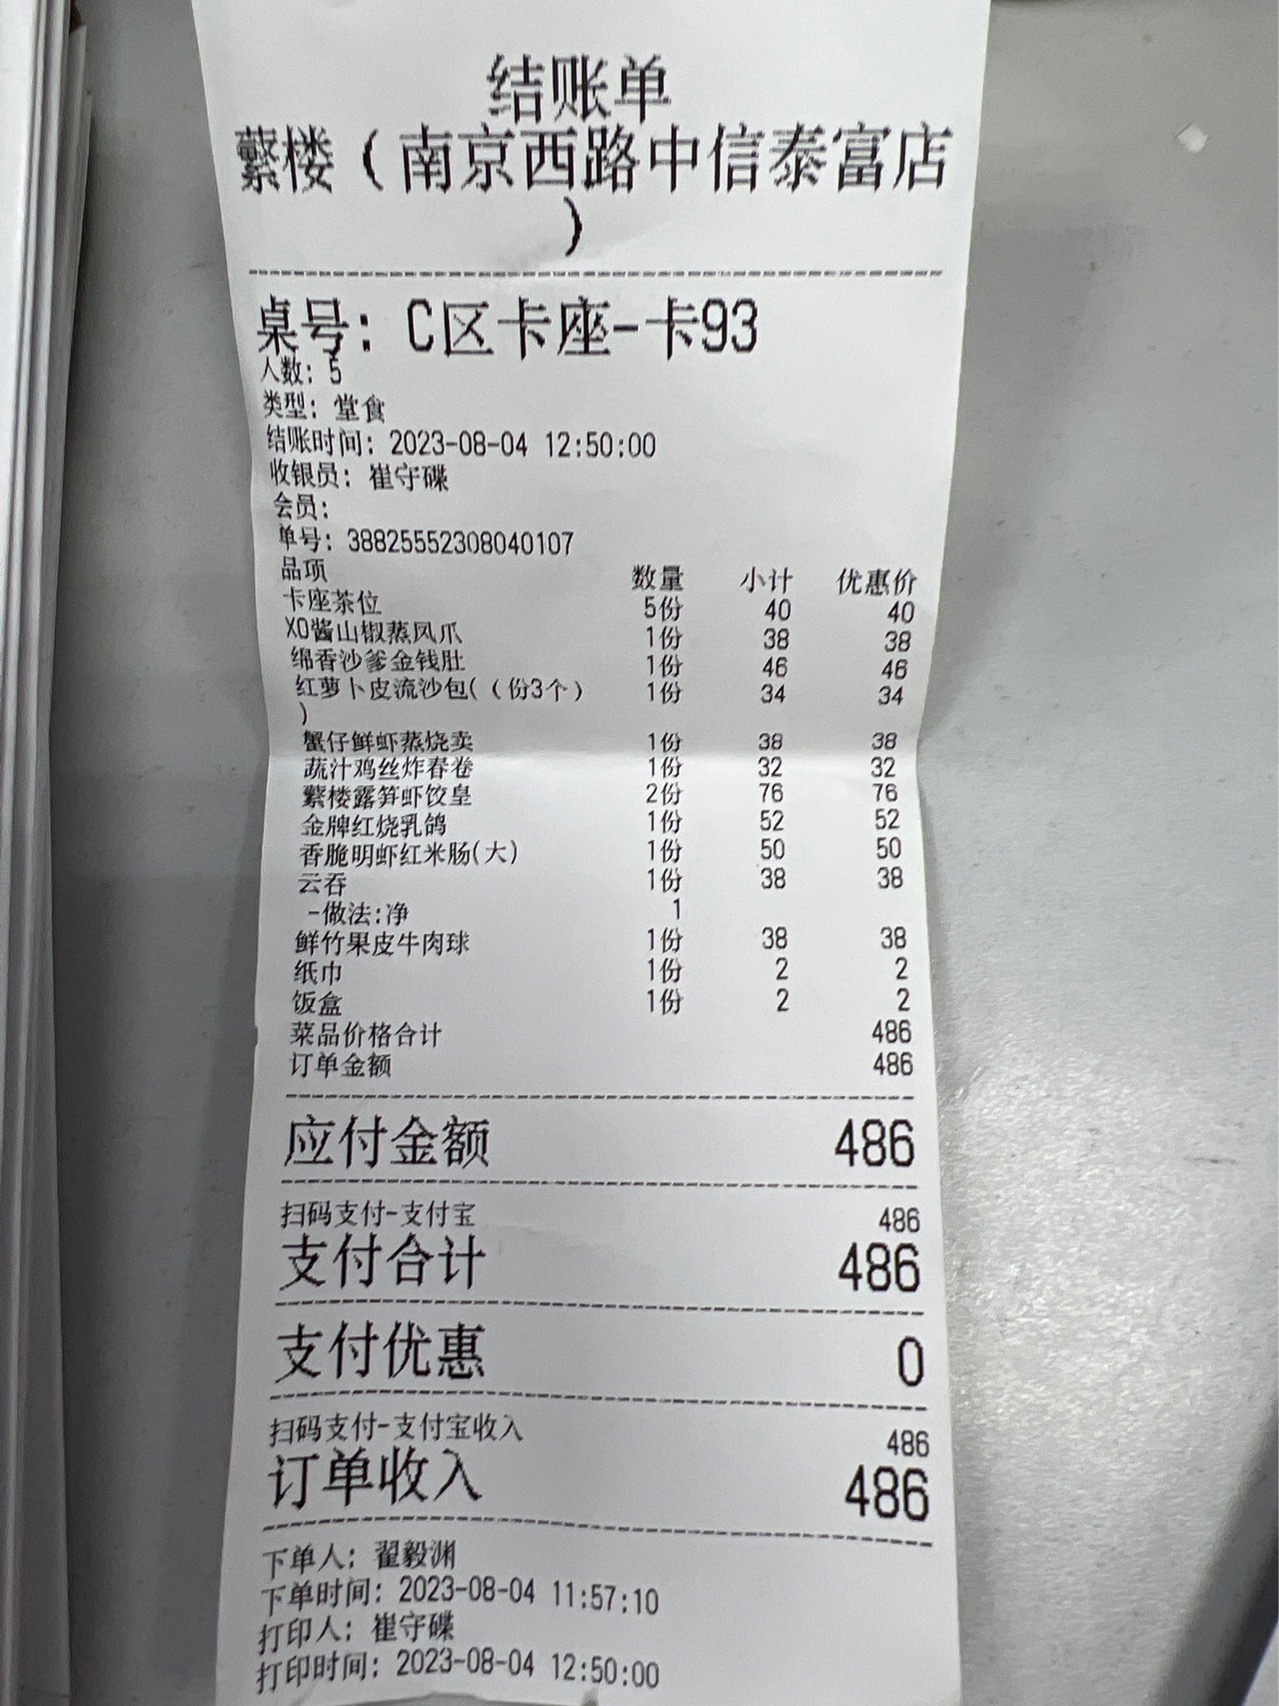 结账单
蘩楼（南京西路中信泰富店
）
桌号：C区卡座-卡93
人数：5
类型：堂食
结账时间：2023-08-04 12:50:00
收银员：崔守碟
会员：
单号：38825552308040107
品项 数量 小计 优惠价
卡座茶位 5份 40 40
XO酱山椒蒸凤爪 1份 38 38
绵香沙爹金钱肚 1份 46 46
红萝卜皮流沙包(（份3个）
) 1份 34 34
蟹仔鲜虾蒸烧卖 1份 38 38
蔬汁鸡丝炸春卷 1份 32 32
蘩楼露笋虾饺皇 2份 76 76
金牌红烧乳鸽 1份 52 52
香脆明虾红米肠(大) 1份 50 50
云吞 1份 38 38
-做法:净 1
鲜竹果皮牛肉球 1份 38 38
纸巾 1份 2 2
饭盒 1份 2 2
菜品价格合计 486
订单金额 486
应付金额 486
扫码支付-支付宝 486
支付合计 486
支付优惠 0
扫码支付-支付宝收入 486
订单收入 486
下单人：翟毅渊
下单时间：2023-08-04 11:57:10
打印人：崔守碟
打印时间：2023-08-04 12:50:00